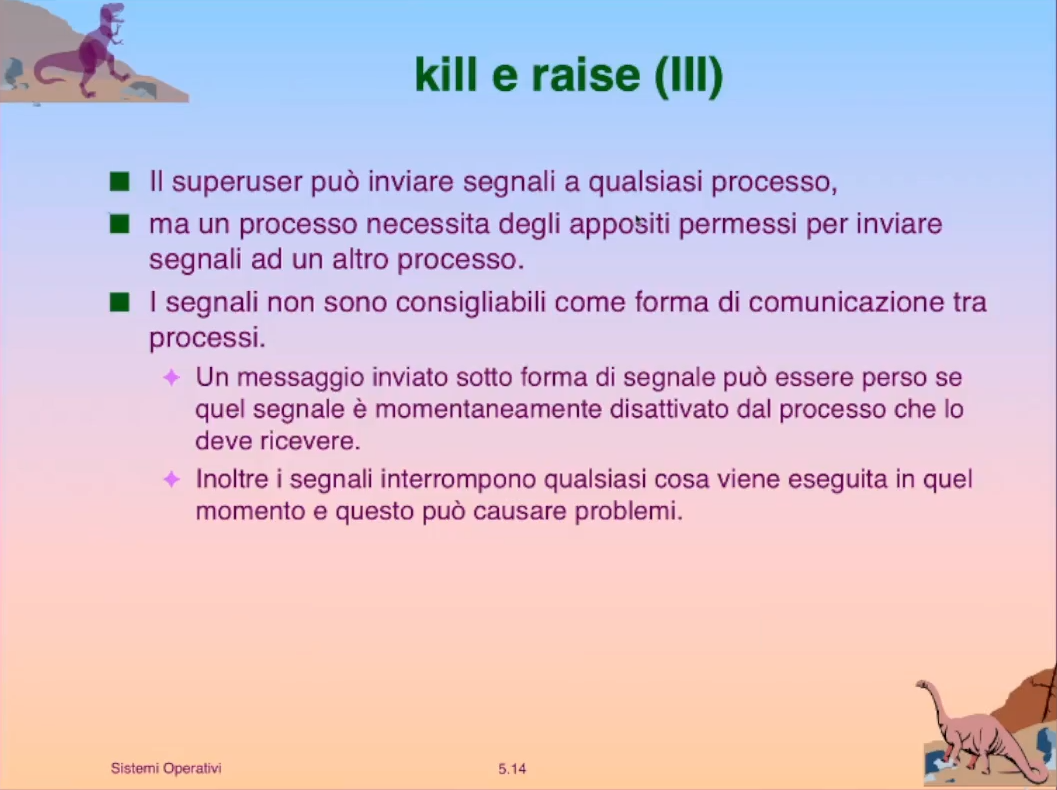 kill e raise (III)
Il superuser può inviare segnali a qualsiasi processo,
ma un processo necessita degli appositi permessi per inviare
segnali ad un altro processo.
I segnali non sono consigliabili come forma di comunicazione tra
processi.
Un messaggio inviato sotto forma di segnale può essere perso se
quel segnale è momentaneamente disattivato dal processo che lo
deve ricevere.
Inoltre i segnali interrompono qualsiasi cosa viene eseguita in quel
momento e questo può causare problemi.
Sistemi Operativi
5.14